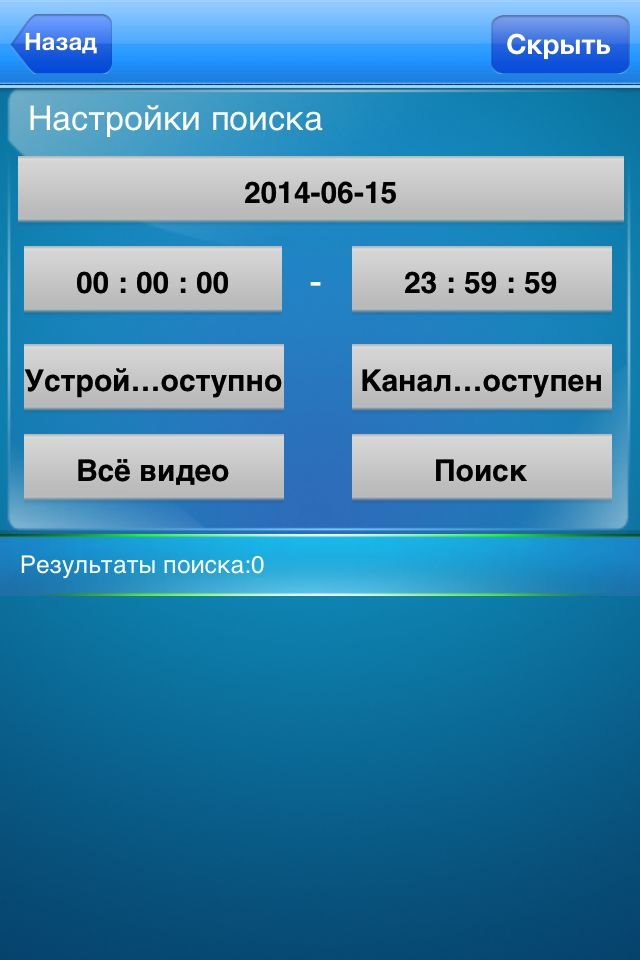 Назад
Скрыть
Настройки поиска
2014-06-15
00 : 00 : 00 - 23 : 59 : 59
Устрой...оступно
Канал...оступен
Всё видео
Поиск
Результаты поиска:0